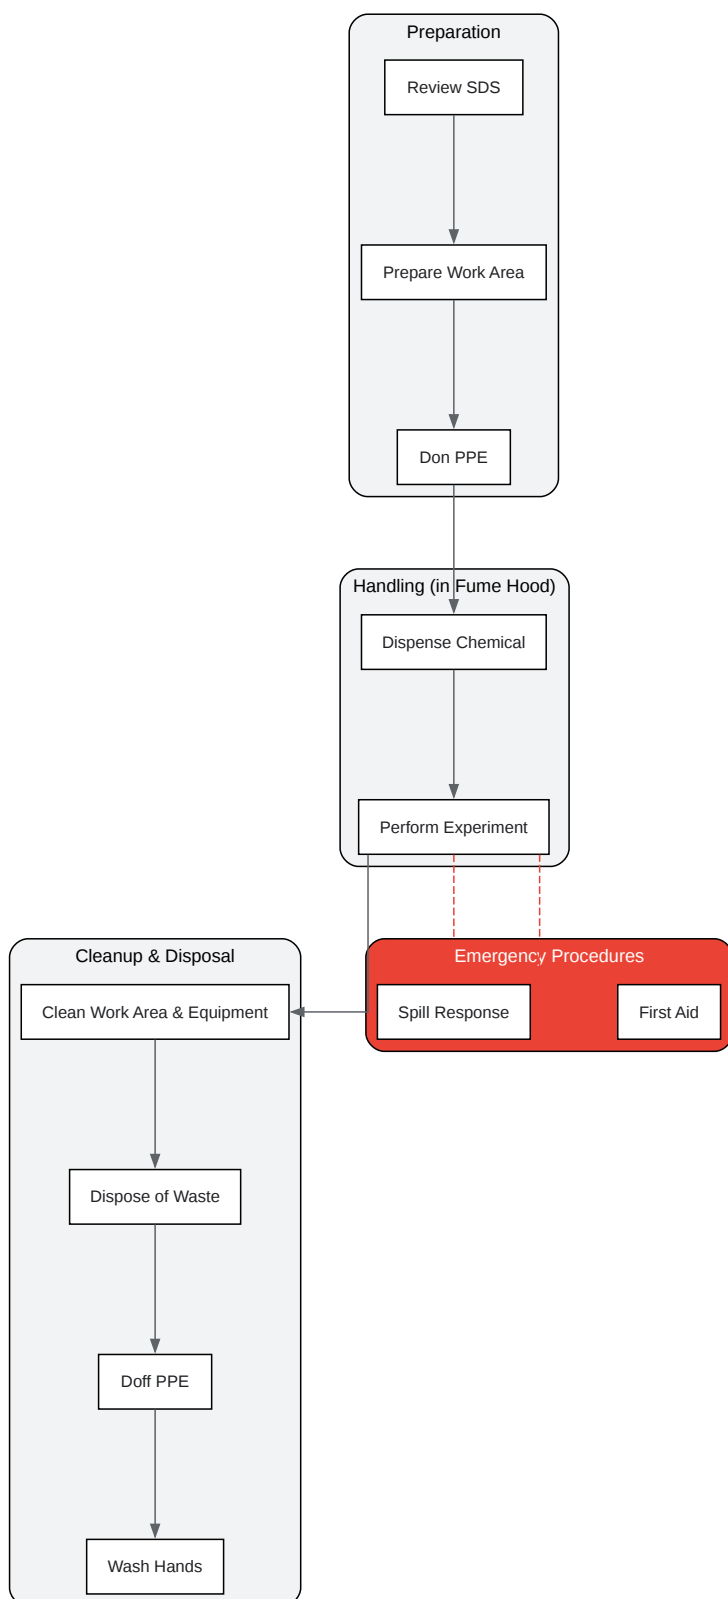 Preparation
Review SDS
Prepare Work Area
Don PPE
Handling (in Fume Hood)
Dispense Chemical
Perform Experiment
Cleanup & Disposal
Clean Work Area & Equipment
Dispose of Waste
Doff PPE
Wash Hands
Emergency Procedures
Spill Response
First Aid